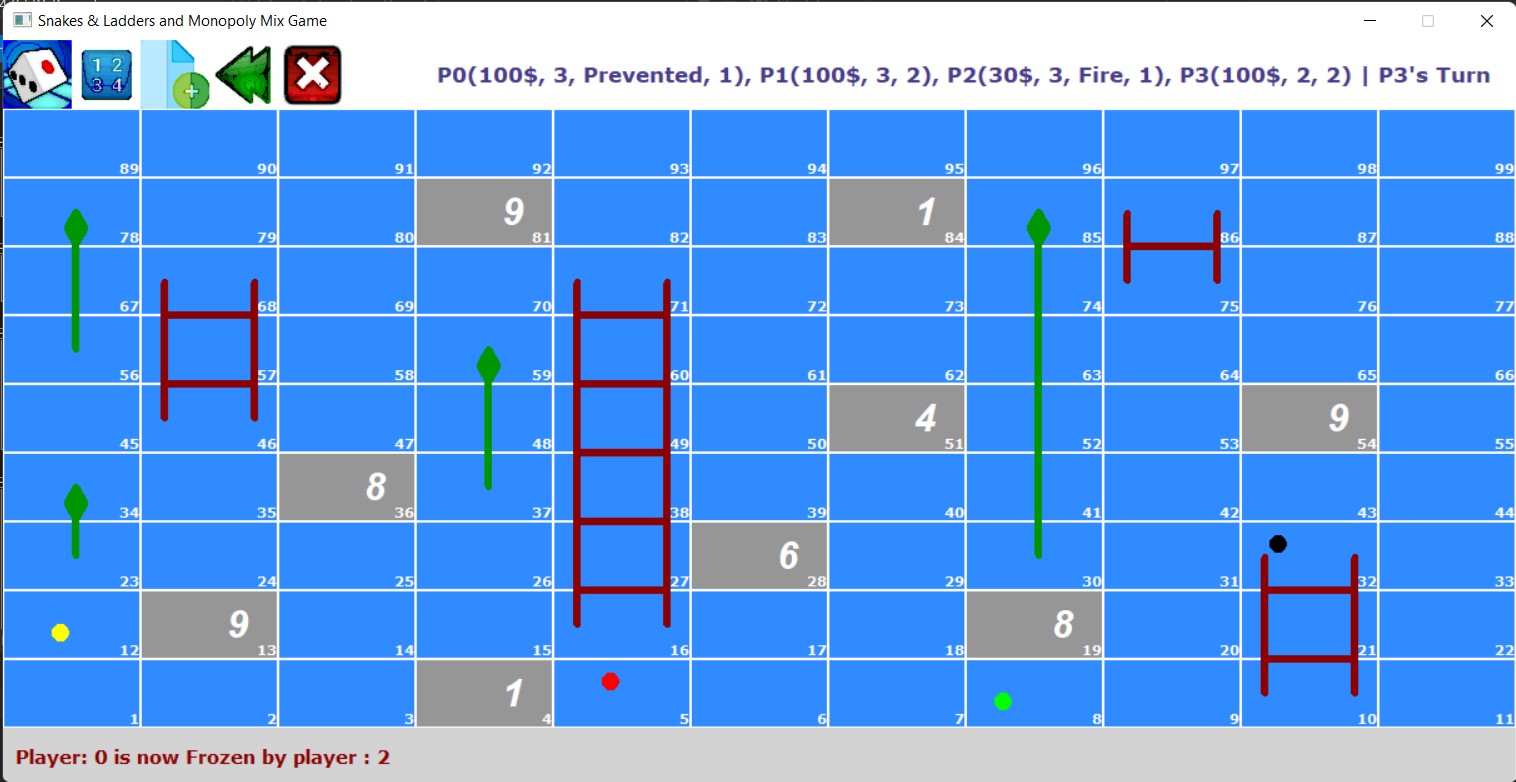 Snakes & Ladders and Monopoly Mix Game
1 2
3 4
P0(100$, 3, Prevented, 1), P1(100$, 3, 2), P2(30$, 3, Fire, 1), P3(100$, 2, 2) | P3's Turn
89 90 91 92 93 94 95 96 97 98 99
9 1
78 79 80 81 82 83 84 85 86 87 88
67 68 69 70 71 72 73 74 75 76 77
56 57 58 59 60 61 62 63 64 65 66
4 9
45 46 47 48 49 50 51 52 53 54 55
8
34 35 36 37 38 39 40 41 42 43 44
6
23 24 25 26 27 28 29 30 31 32 33
9 8
12 13 14 15 16 17 18 19 20 21 22
1
1 2 3 4 5 6 7 8 9 10 11
Player: 0 is now Frozen by player : 2